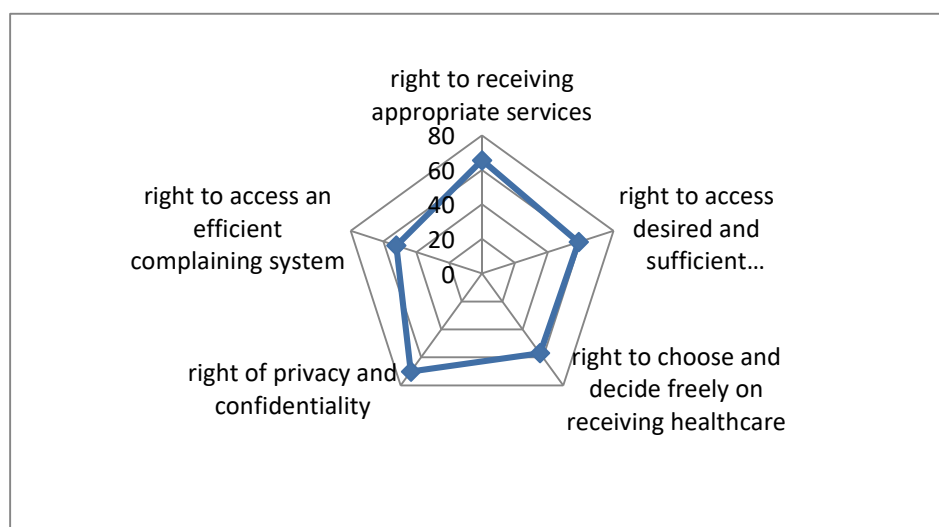 right to receiving
appropriate services
80
60
40
20
0
right to access
desired and
sufficient…
right to choose and
decide freely on
receiving healthcare
right of privacy and
confidentiality
right to access an
efficient
complaining system